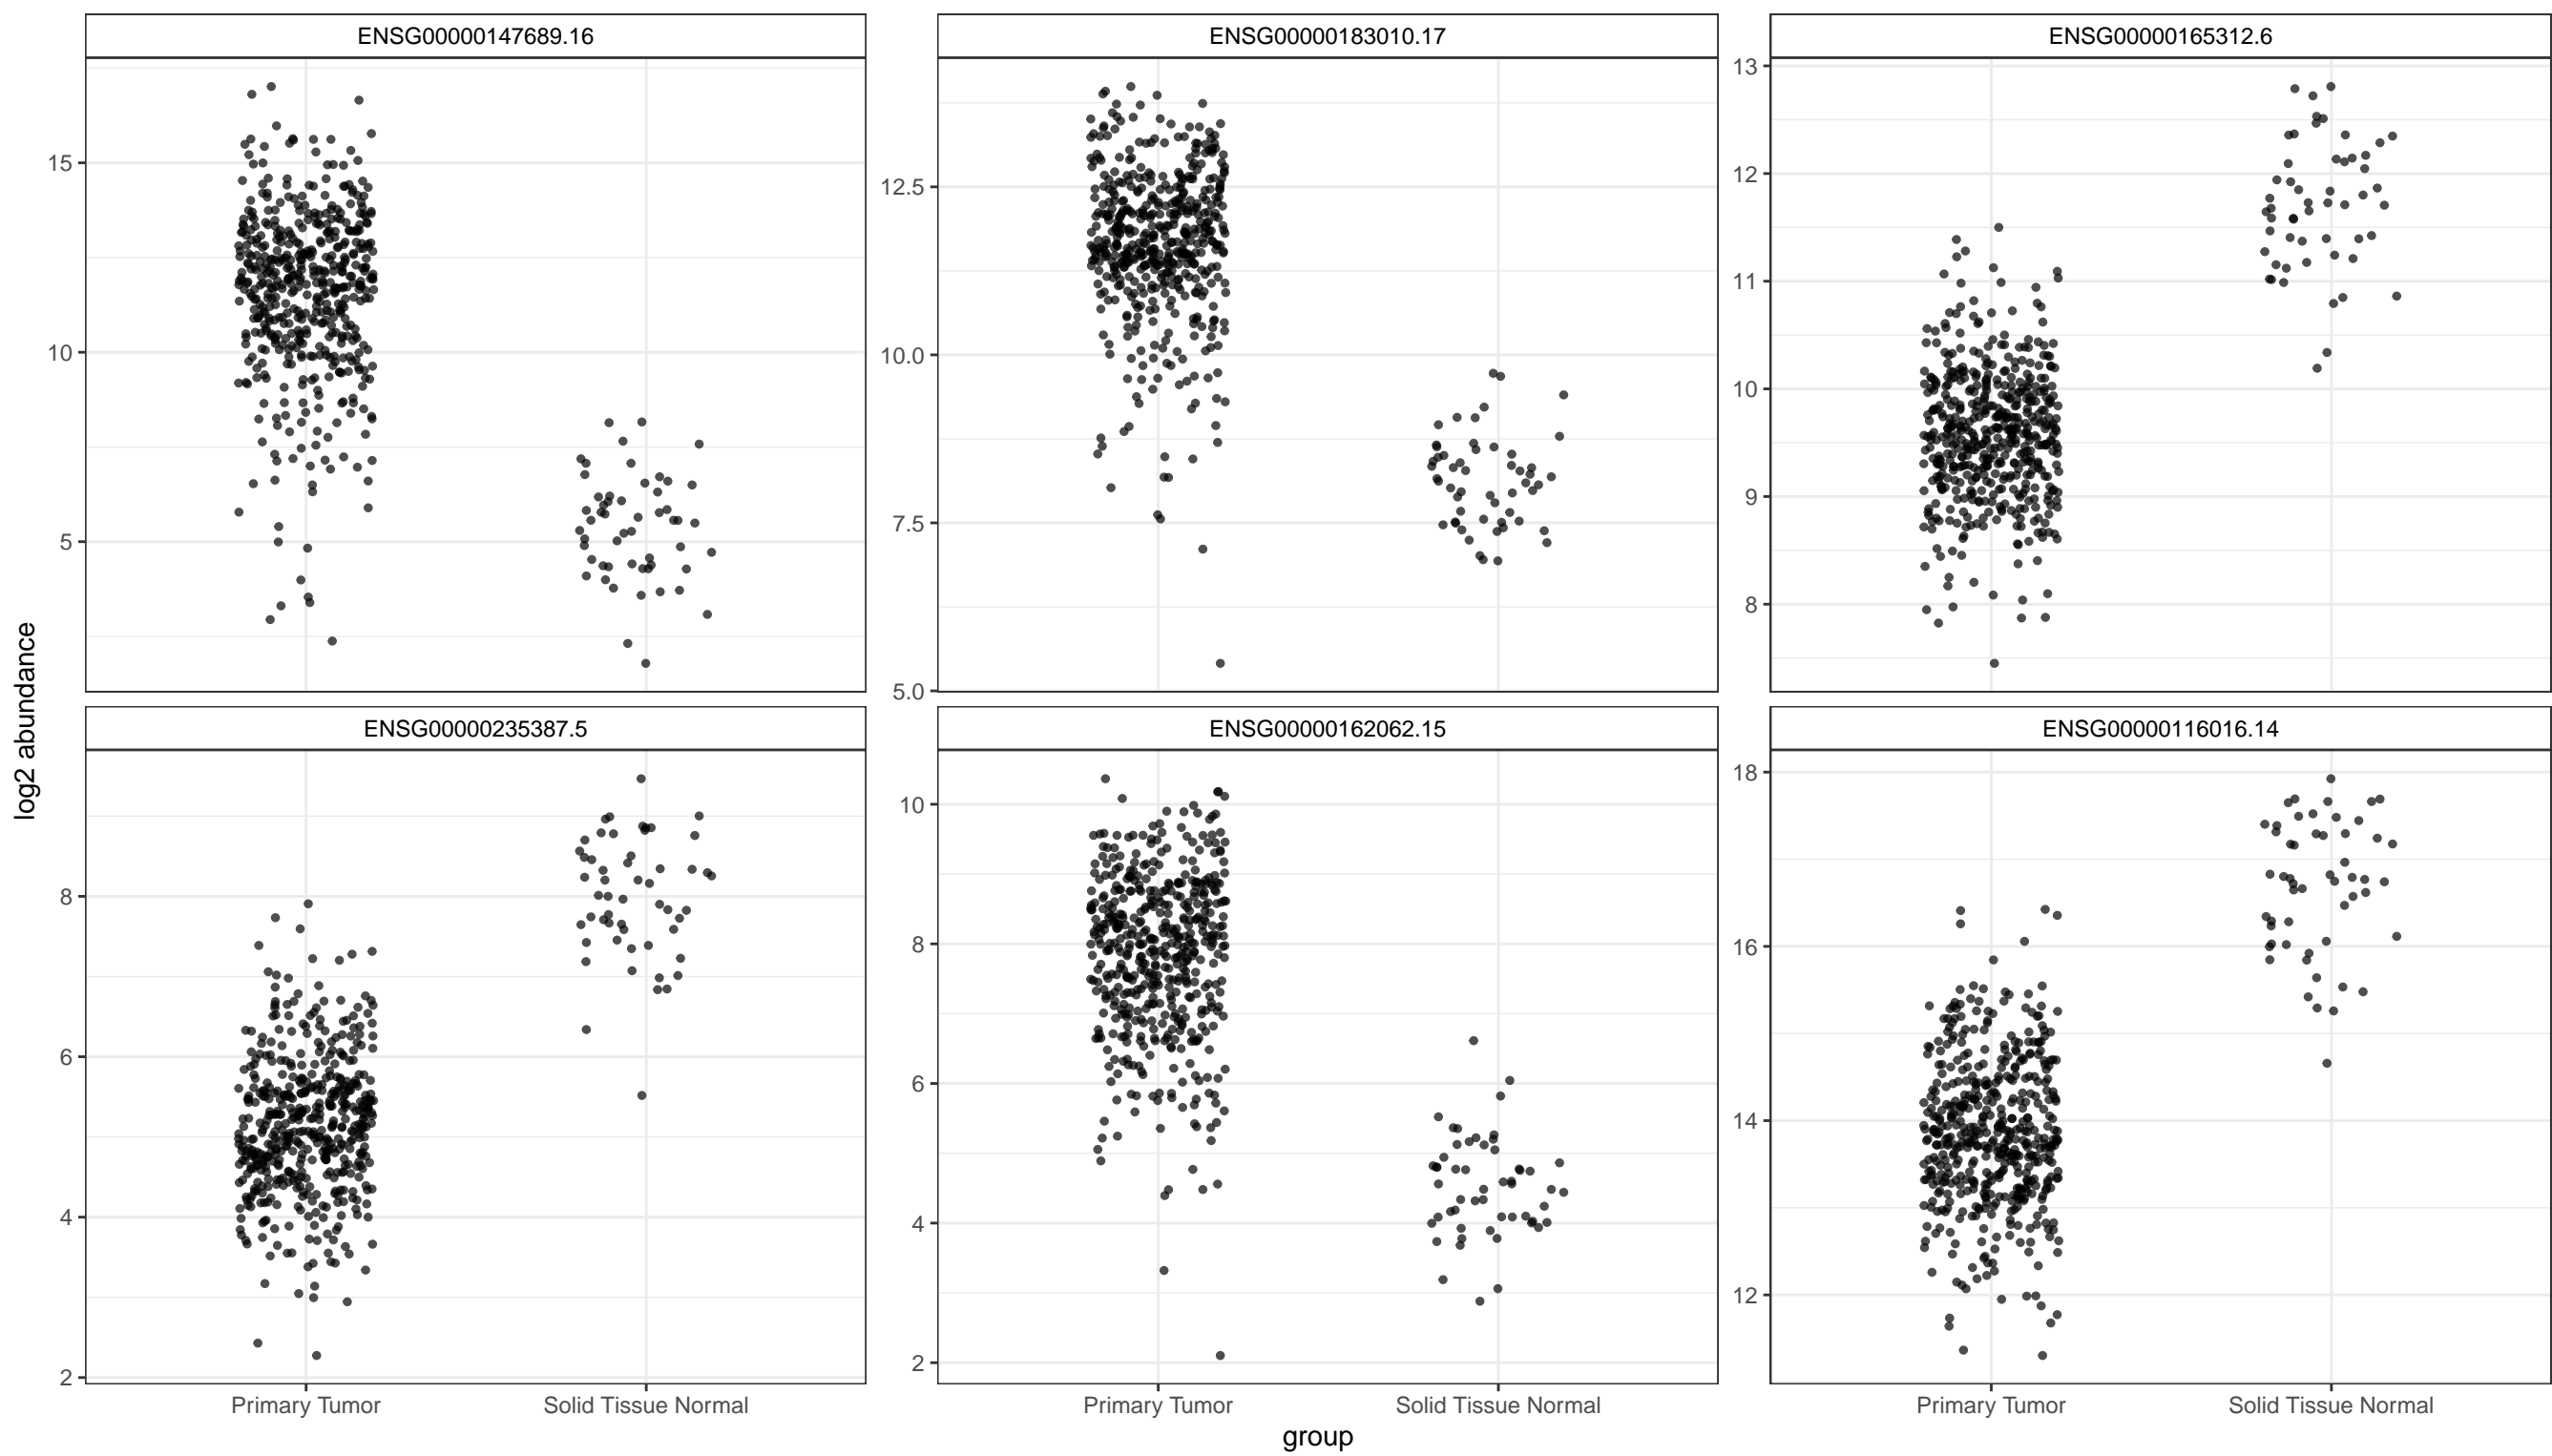 ENSG00000147689.16
ENSG00000183010.17
ENSG00000165312.6
15
10
5
12.5
10.0
7.5
5.0
13
12
11
10
9
8
log2 abundance
ENSG00000235387.5
ENSG00000162062.15
ENSG00000116016.14
8
6
4
2
10
8
6
4
2
18
16
14
12
Primary Tumor
Solid Tissue Normal
Primary Tumor
Solid Tissue Normal
Primary Tumor
Solid Tissue Normal
group